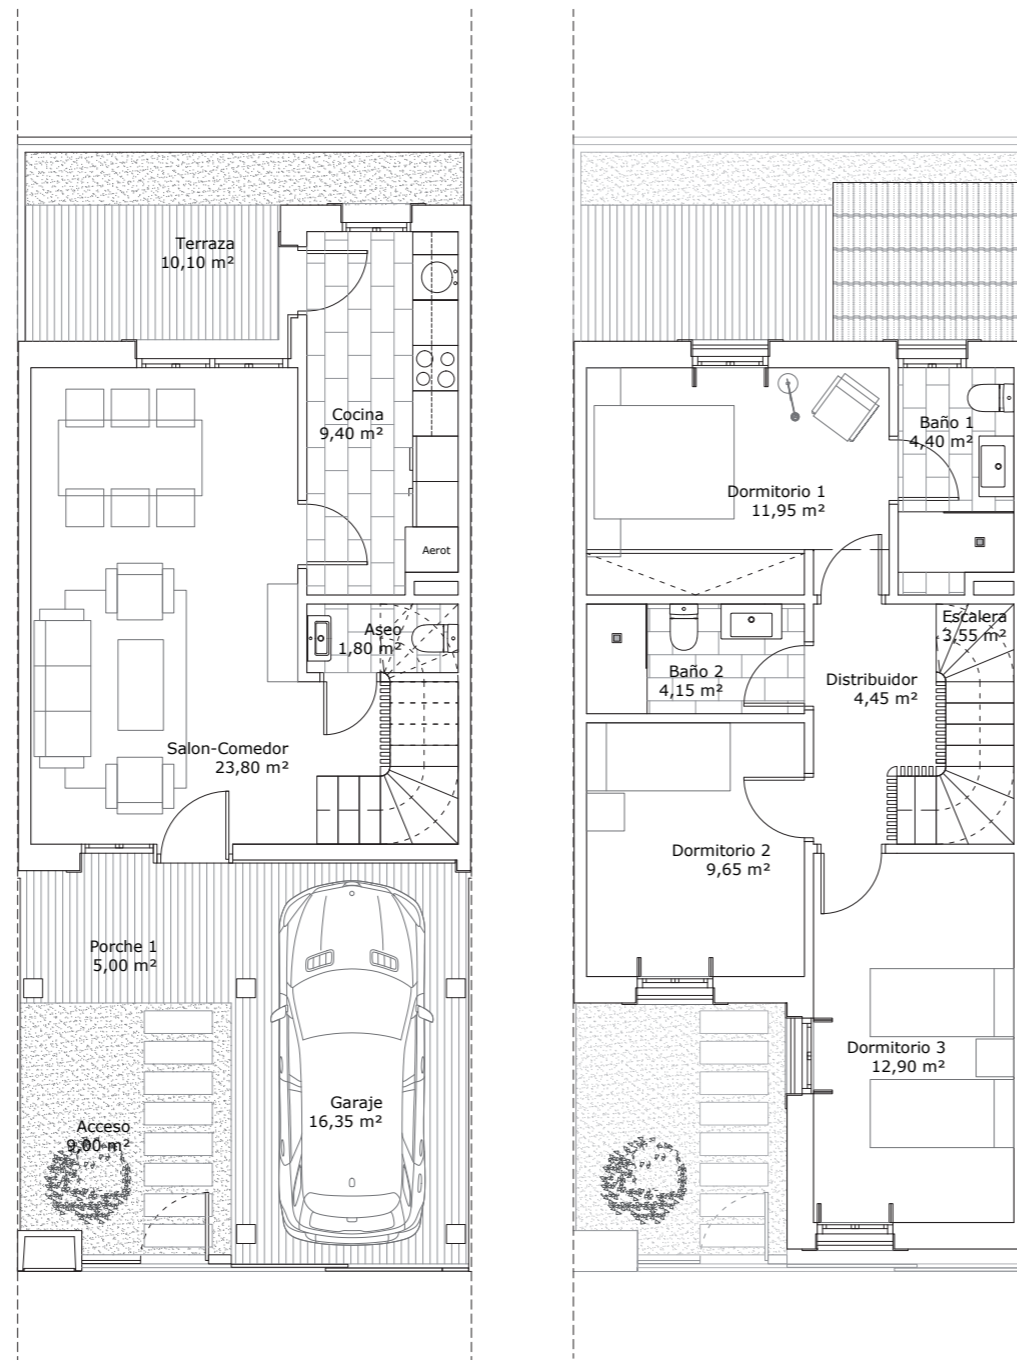 Terraza
10,10 m²
Cocina
9,40 m²
Aerot
Aseo
1,80 m²
Salon-Comedor
23,80 m²
Porche 1
5,00 m²
Garaje
16,35 m²
Acceso
9,00 m²
Baño 1
4,40 m²
Dormitorio 1
11,95 m²
Escalera
3,55 m²
Baño 2
4,15 m²
Distribuidor
4,45 m²
Dormitorio 2
9,65 m²
Dormitorio 3
12,90 m²